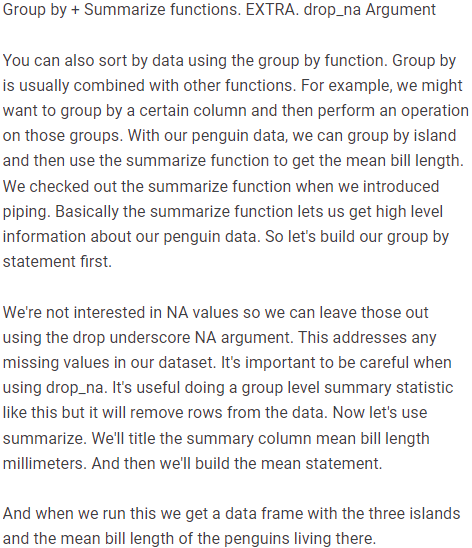 Group by + Summarize functions. EXTRA. drop_na Argument
You can also sort by data using the group by function. Group by
is usually combined with other functions. For example, we might
want to group by a certain column and then perform an operation
on those groups. With our penguin data, we can group by island
and then use the summarize function to get the mean bill length.
We checked out the summarize function when we introduced
piping. Basically the summarize function lets us get high level
information about our penguin data. So let's build our group by
statement first.
We're not interested in NA values so we can leave those out
using the drop underscore NA argument. This addresses any
missing values in our dataset. It's important to be careful when
using drop_na. It's useful doing a group level summary statistic
like this but it will remove rows from the data. Now let's use
summarize. We'll title the summary column mean bill length
millimeters. And then we'll build the mean statement.
And when we run this we get a data frame with the three islands
and the mean bill length of the penguins living there.